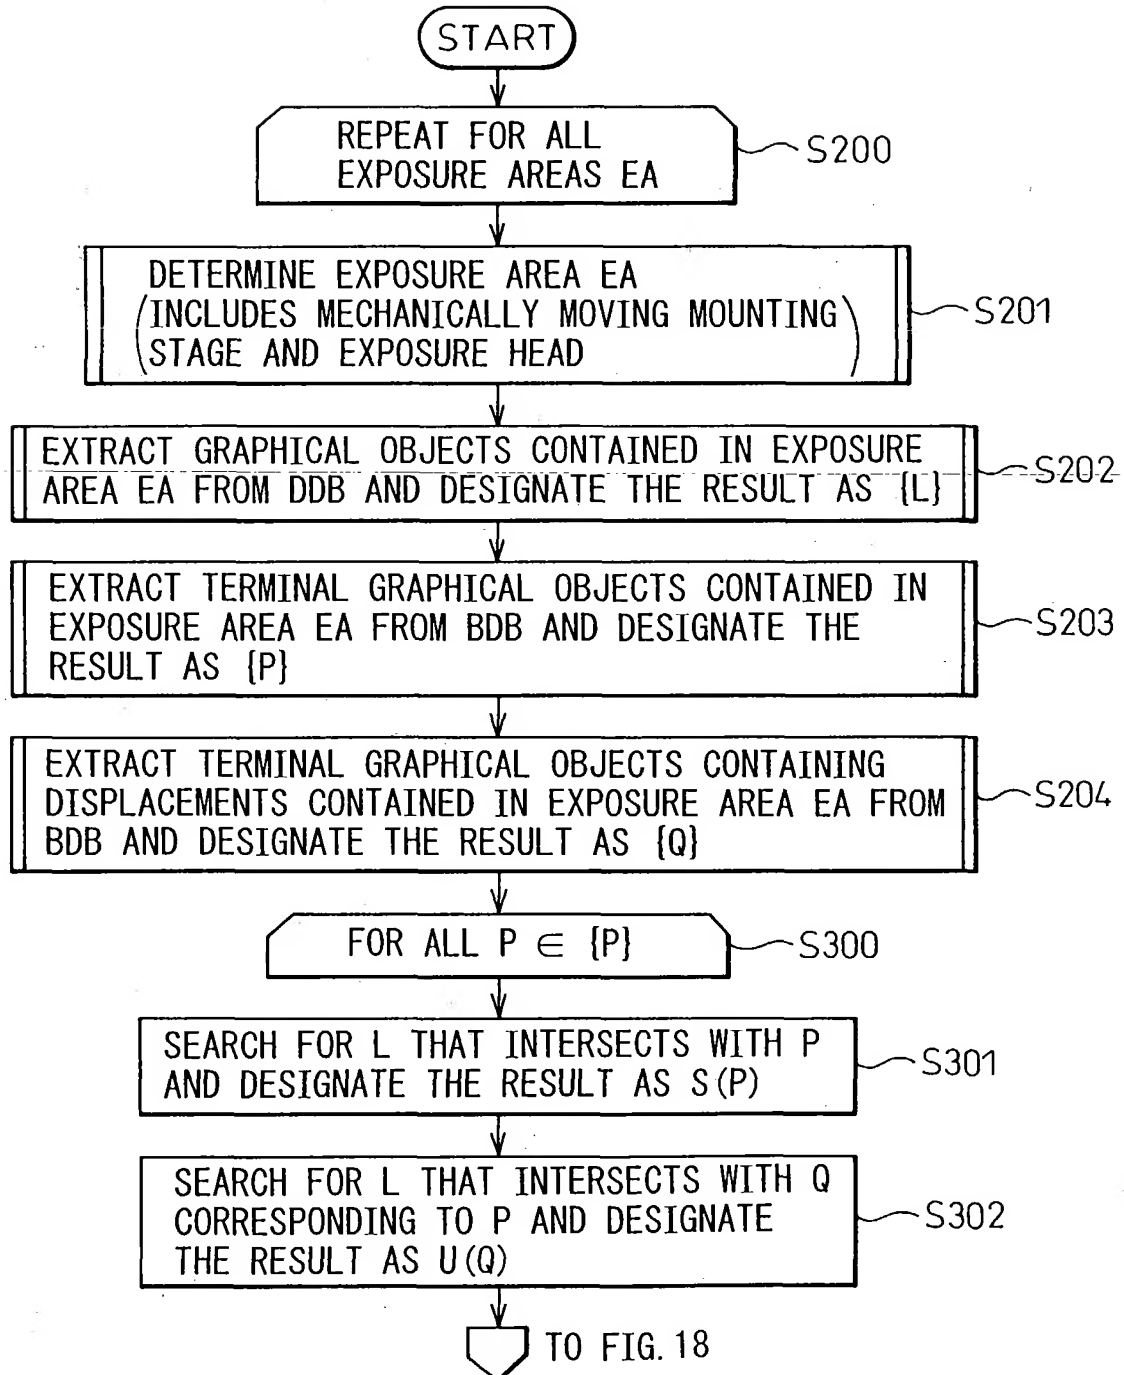 START
REPEAT FOR ALL
EXPOSURE AREAS EA
S200
DETERMINE EXPOSURE AREA EA
(INCLUDES MECHANICALLY MOVING MOUNTING
STAGE AND EXPOSURE HEAD)
S201
EXTRACT GRAPHICAL OBJECTS CONTAINED IN EXPOSURE
AREA EA FROM DDB AND DESIGNATE THE RESULT AS {L}
S202
EXTRACT TERMINAL GRAPHICAL OBJECTS CONTAINED IN
EXPOSURE AREA EA FROM BDB AND DESIGNATE THE
RESULT AS {P}
S203
EXTRACT TERMINAL GRAPHICAL OBJECTS CONTAINING
DISPLACEMENTS CONTAINED IN EXPOSURE AREA EA FROM
BDB AND DESIGNATE THE RESULT AS {Q}
S204
FOR ALL P ∈ {P}
S300
SEARCH FOR L THAT INTERSECTS WITH P
AND DESIGNATE THE RESULT AS S(P)
S301
SEARCH FOR L THAT INTERSECTS WITH Q
CORRESPONDING TO P AND DESIGNATE
THE RESULT AS U(Q)
S302
TO FIG. 18